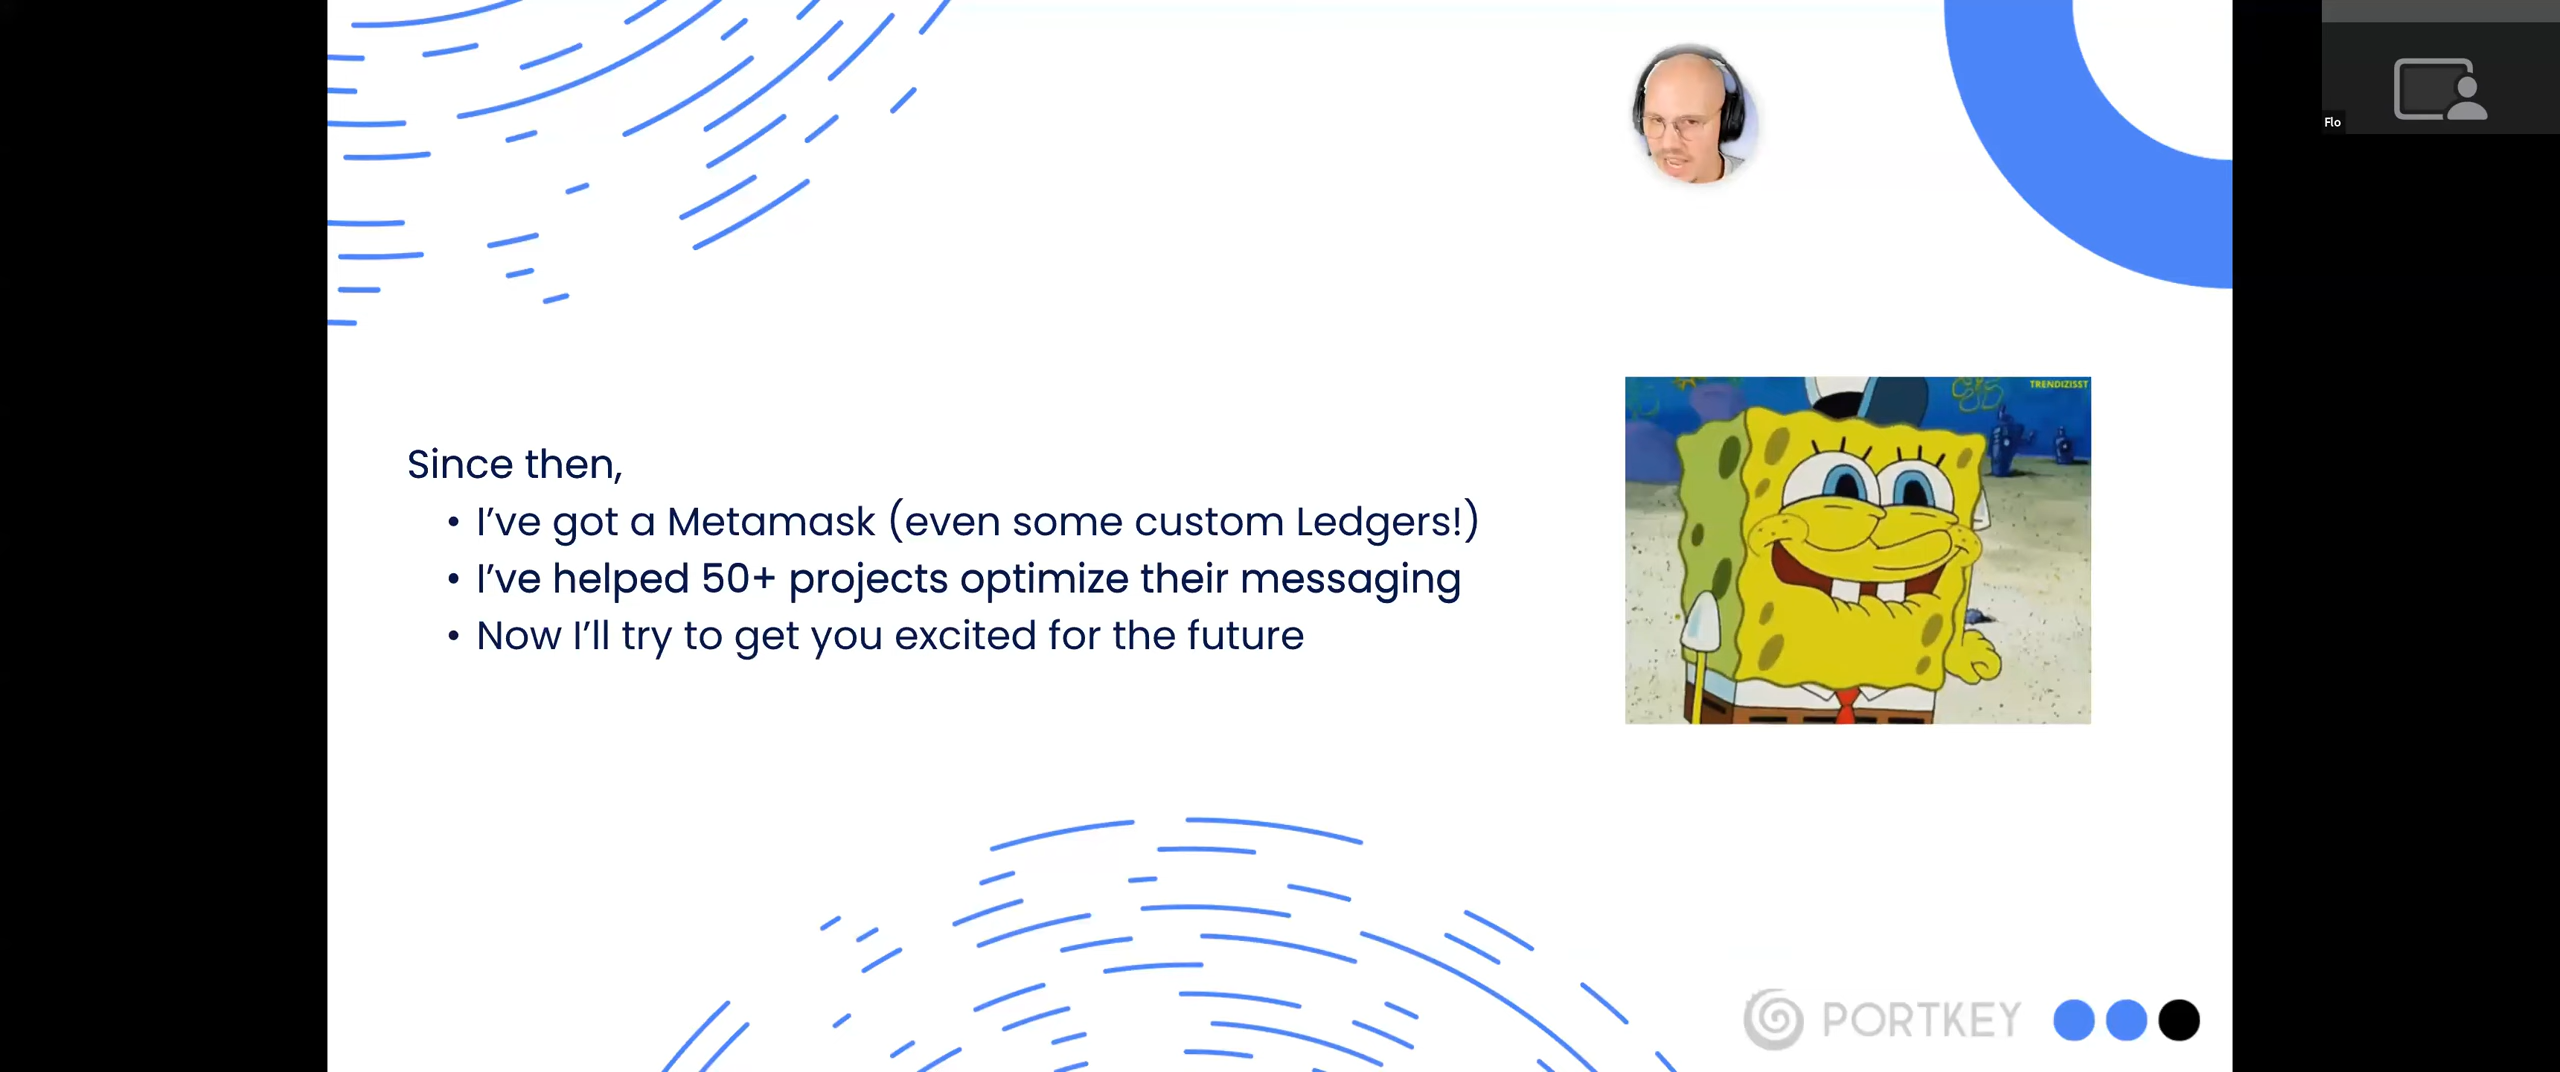 Flo
TRENDIZISST
Since then,
• I’ve got a Metamask (even some custom Ledgers!)
• I’ve helped 50+ projects optimize their messaging
• Now I’ll try to get you excited for the future
PORTKEY